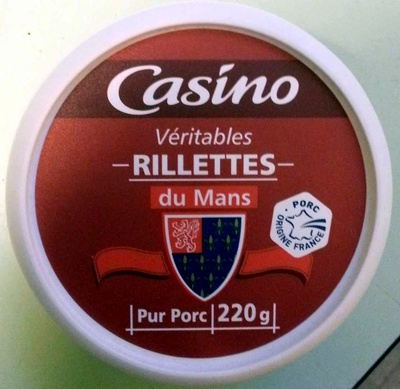 Casino
Véritables
RILLETTES
du Mans
PORC
ORIGINE FRANCE
Pur Porc 220g